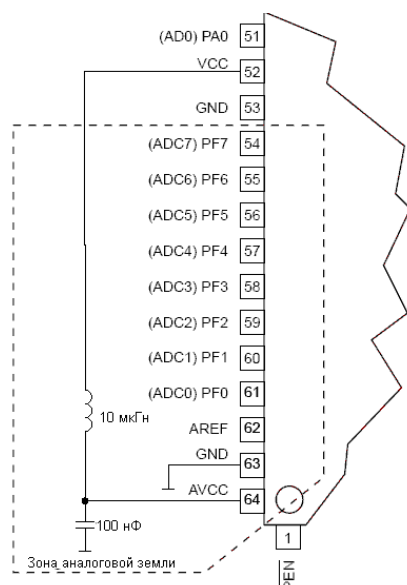 (AD0) PA0 51
VCC 52
GND 53
(ADC7) PF7 54
(ADC6) PF6 55
(ADC5) PF5 56
(ADC4) PF4 57
(ADC3) PF3 58
(ADC2) PF2 59
(ADC1) PF1 60
(ADC0) PF0 61
10 мкГн
AREF 62
GND 63
AVCC 64
100 нФ
Зона аналоговой земли
1
PEN